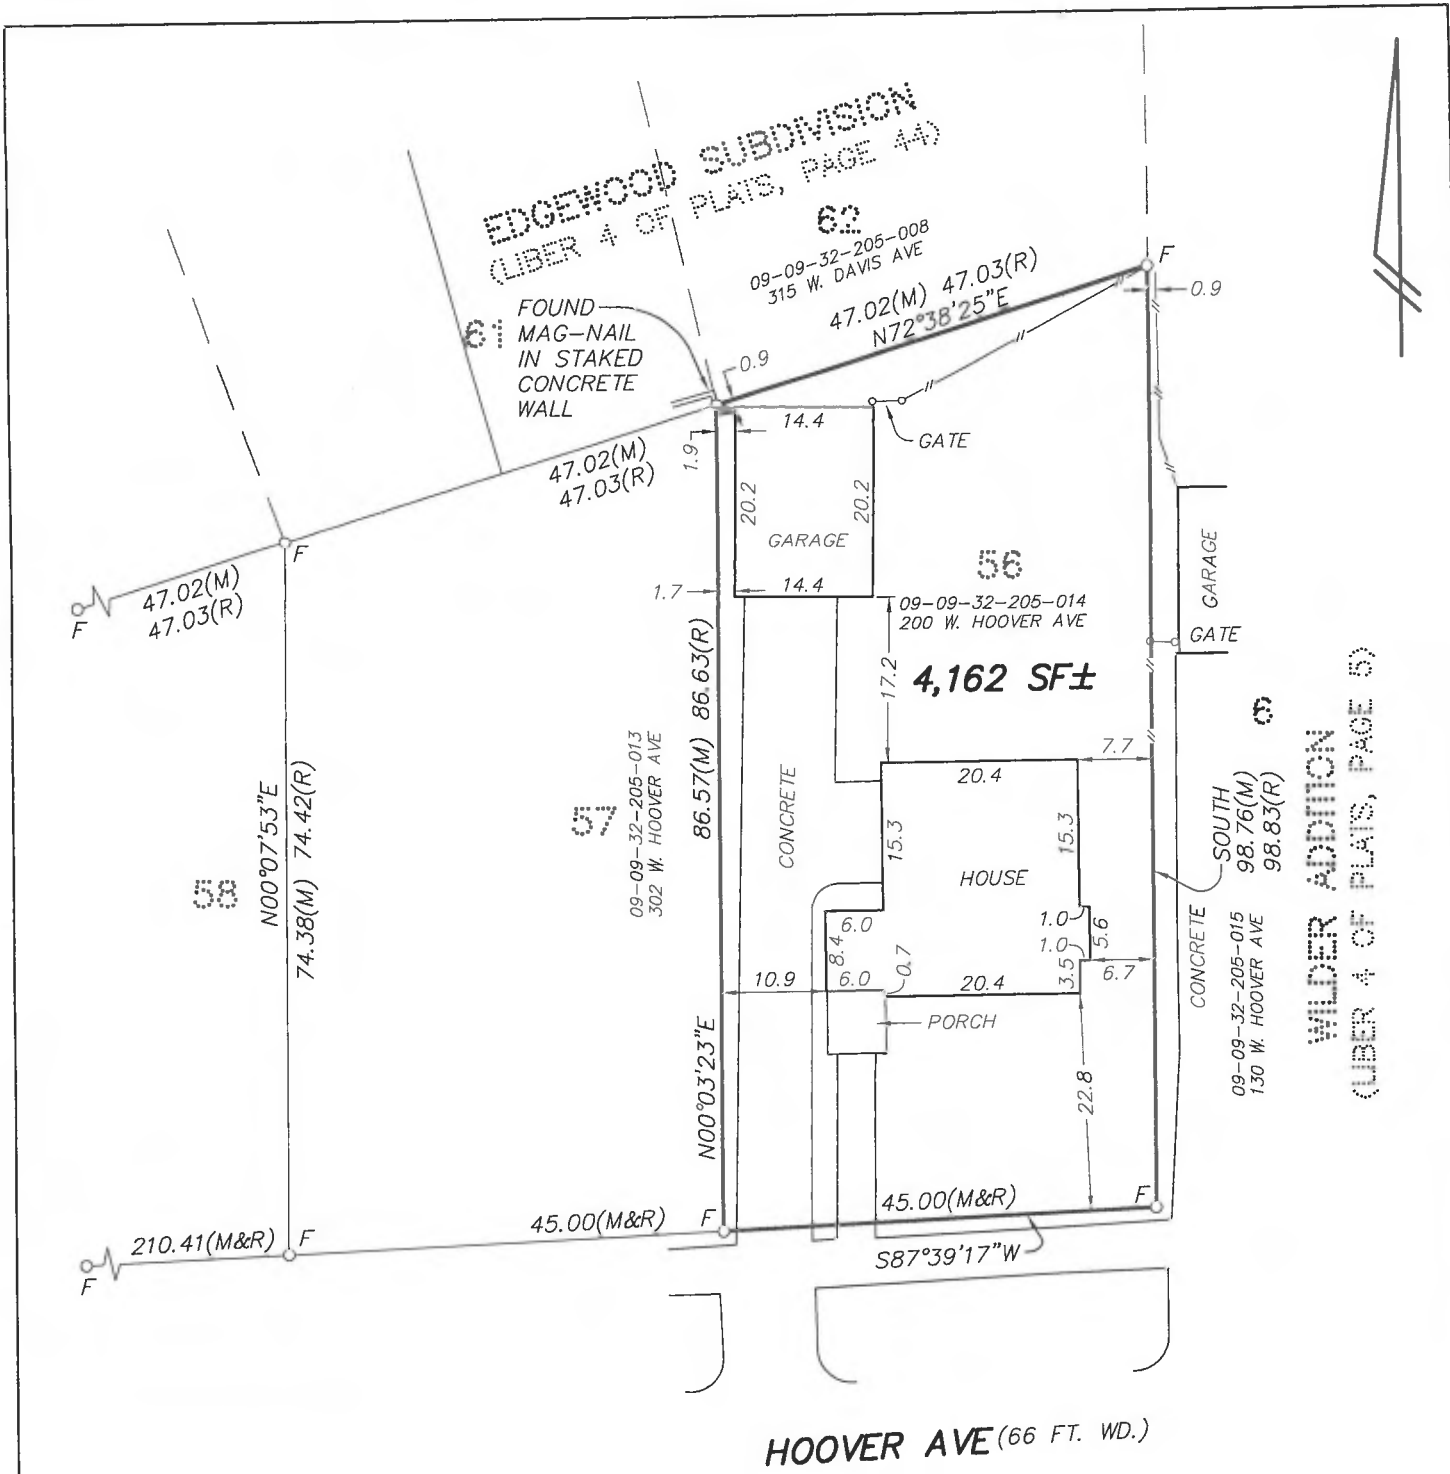 EDGEWOOD SUBDIVISION
(LIBER 4 OF PLATS, PAGE 44)
62
09-09-32-205-008
315 W. DAVIS AVE
47.02(M) 47.03(R)
N72°38'25"E
F
0.9
61
FOUND
MAG-NAIL
IN STAKED
CONCRETE
WALL
0.9
14.4
GATE
47.02(M)
47.03(R)
1.9
20.2
20.2
GARAGE
F
47.02(M)
47.03(R)
F
1.7
14.4
56
09-09-32-205-014
200 W. HOOVER AVE
4,162 SF±
17.2
GARAGE
GATE
6
WILDER ADDITION
(LIBER 4 OF PLATS, PAGE 5)
58
N00°07'53"E
74.38(M) 74.42(R)
57
09-09-32-205-013
302 W. HOOVER AVE
86.57(M) 86.63(R)
N00°03'23"E
CONCRETE
7.7
20.4
15.3
15.3
HOUSE
SOUTH
98.76(M)
98.83(R)
CONCRETE
09-09-32-205-015
130 W. HOOVER AVE
6.0
8.4
6.0
0.7
1.0
5.6
1.0
3.5
6.7
10.9
20.4
PORCH
22.8
45.00(M&R)
F
45.00(M&R)
F
S87°39'17"W
210.41(M&R)
F
F
HOOVER AVE (66 FT. WD.)